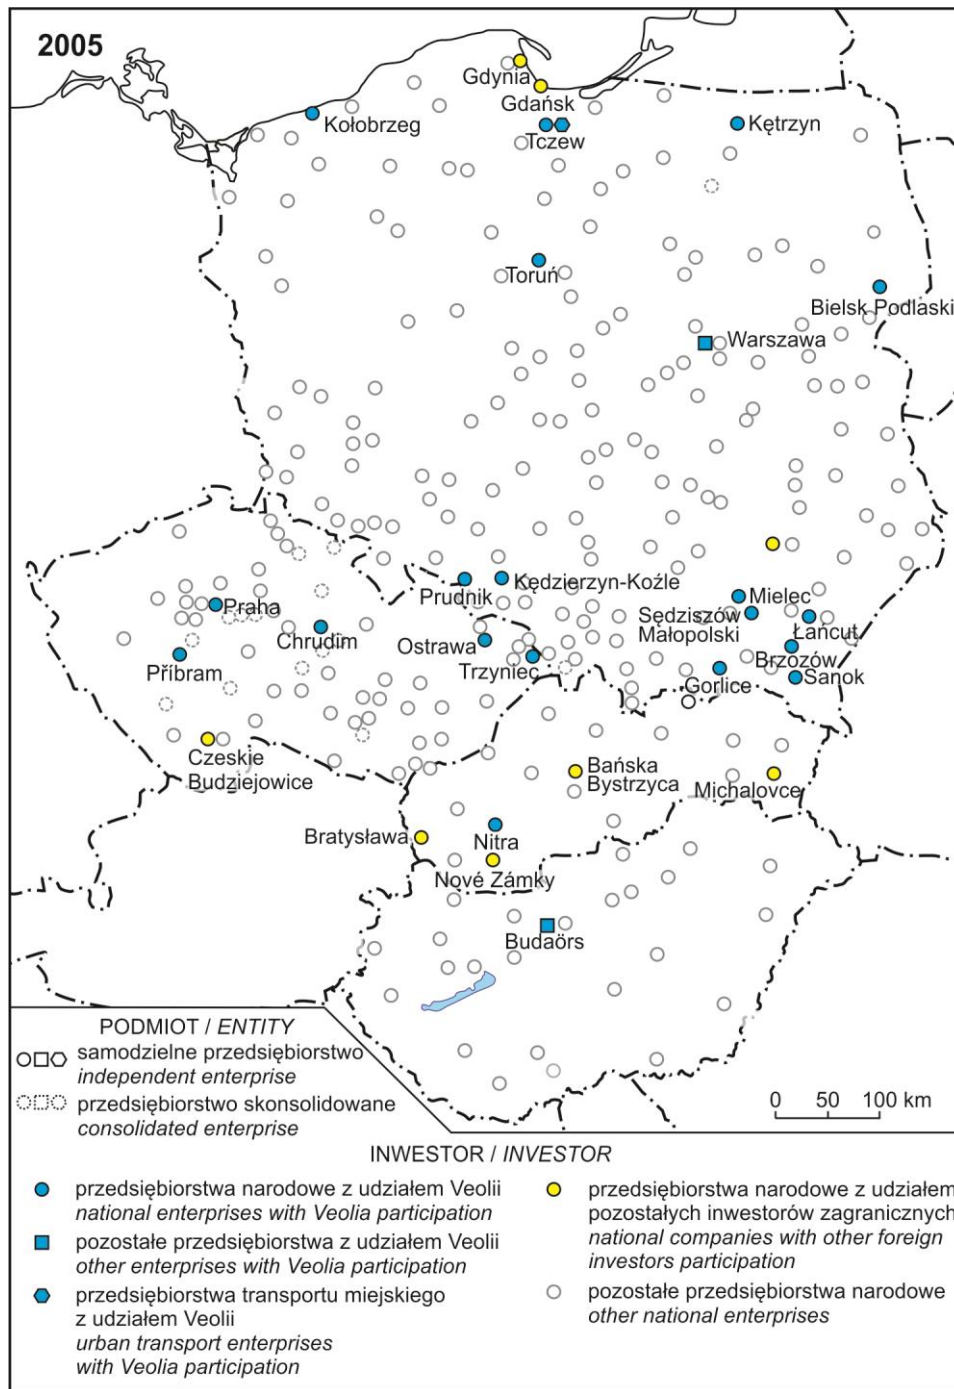 2005
Gdynia
Gdańsk
Kołobrzeg
Tczew
Kętrzyn
Toruń
Bielsk Podlaski
Warszawa
Prudnik
Kędzierzyn-Koźle
Mielec
Sędziszów
Małopolski
Łańcut
Praha
Chrudim
Ostrawa
Trzyniec
Brzozów
Příbram
Gorlice
Sanok
Czeskie
Budziejowice
Bańska
Bystrzyca
Michalovce
Bratysława
Nitra
Nové Zámky
Budaörs
PODMIOT / ENTITY
samodzielne przedsiębiorstwo
independent enterprise
przedsiębiorstwo skonsolidowane
consolidated enterprise
0 50 100 km
INWESTOR / INVESTOR
przedsiębiorstwa narodowe z udziałem Veolii
national enterprises with Veolia participation
pozostałe przedsiębiorstwa z udziałem Veolii
other enterprises with Veolia participation
przedsiębiorstwa transportu miejskiego
z udziałem Veolii
urban transport enterprises
with Veolia participation
przedsiębiorstwa narodowe z udziałem
pozostałych inwestorów zagranicznych
national companies with other foreign
investors participation
pozostałe przedsiębiorstwa narodowe
other national enterprises